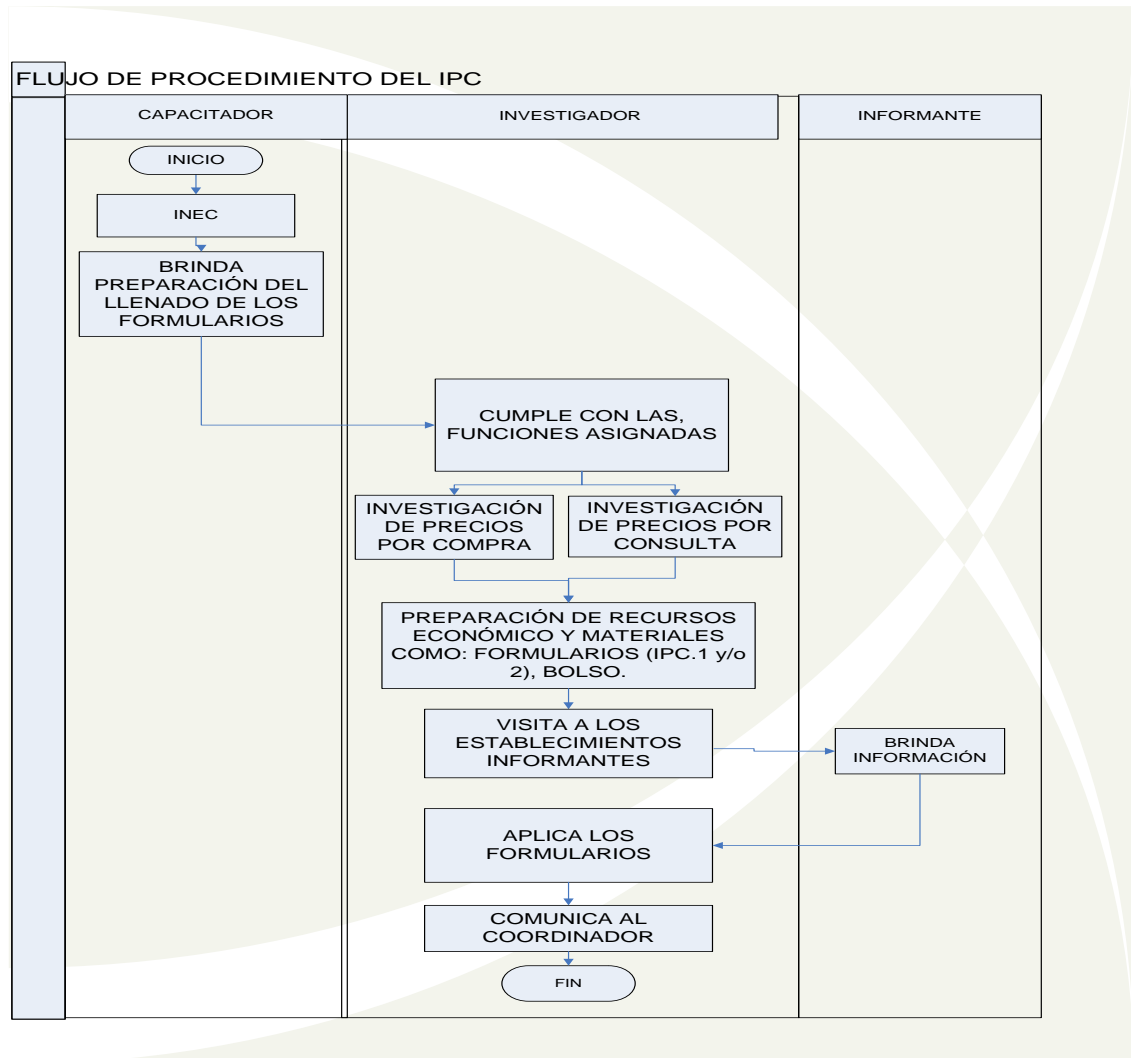 FLUJO DE PROCEDIMIENTO DEL IPC
CAPACITADOR
INVESTIGADOR
INFORMANTE
INICIO
INEC
BRINDA
PREPARACIÓN DEL
LLENADO DE LOS
FORMULARIOS
CUMPLE CON LAS,
FUNCIONES ASIGNADAS
INVESTIGACIÓN
DE PRECIOS
POR COMPRA
INVESTIGACIÓN
DE PRECIOS POR
CONSULTA
PREPARACIÓN DE RECURSOS
ECONÓMICO Y MATERIALES
COMO: FORMULARIOS (IPC.1 y/o
2), BOLSO.
VISITA A LOS
ESTABLECIMIENTOS
INFORMANTES
BRINDA
INFORMACIÓN
APLICA LOS
FORMULARIOS
COMUNICA AL
COORDINADOR
FIN